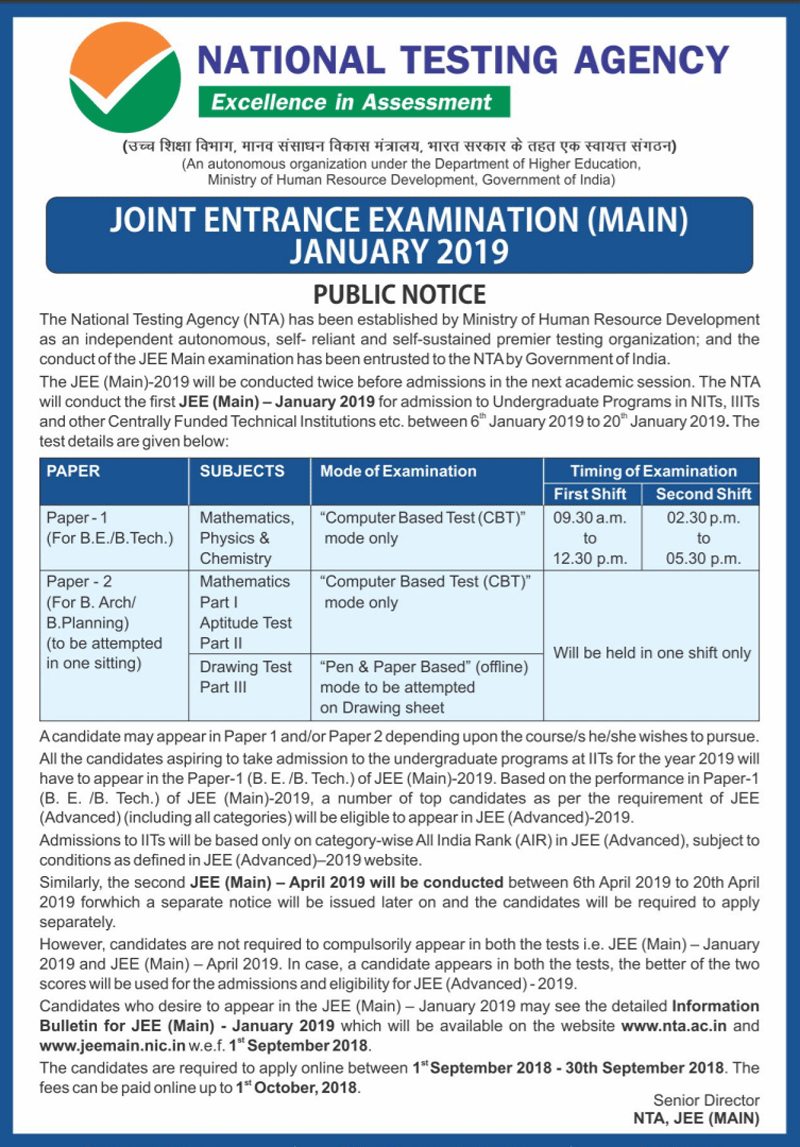 NATIONAL TESTING AGENCY
Excellence in Assessment
(उच्च शिक्षा विभाग, मानव संसाधन विकास मंत्रालय, भारत सरकार के तहत एक स्वायत्त संगठन)
(An autonomous organization under the Department of Higher Education,
Ministry of Human Resource Development, Government of India)
JOINT ENTRANCE EXAMINATION (MAIN)
JANUARY 2019
PUBLIC NOTICE
The National Testing Agency (NTA) has been established by Ministry of Human Resource Development
as an independent autonomous, self- reliant and self-sustained premier testing organization; and the
conduct of the JEE Main examination has been entrusted to the NTA by Government of India.
The JEE (Main)-2019 will be conducted twice before admissions in the next academic session. The NTA
will conduct the first JEE (Main) – January 2019 for admission to Undergraduate Programs in NITs, IIITs
and other Centrally Funded Technical Institutions etc. between 6th January 2019 to 20th January 2019. The
test details are given below:
PAPER SUBJECTS Mode of Examination Timing of Examination
First Shift Second Shift
Paper - 1 Mathematics, "Computer Based Test (CBT)" 09.30 a.m. 02.30 p.m.
(For B.E./B.Tech.) Physics & mode only to to
Chemistry 12.30 p.m. 05.30 p.m.
Paper - 2 Mathematics "Computer Based Test (CBT)"
(For B. Arch/ Part I mode only
B.Planning) Aptitude Test
(to be attempted Part II Will be held in one shift only
in one sitting) Drawing Test "Pen & Paper Based" (offline)
Part III mode to be attempted
on Drawing sheet
A candidate may appear in Paper 1 and/or Paper 2 depending upon the course/s he/she wishes to pursue.
All the candidates aspiring to take admission to the undergraduate programs at IITs for the year 2019 will
have to appear in the Paper-1 (B. E. /B. Tech.) of JEE (Main)-2019. Based on the performance in Paper-1
(B. E. /B. Tech.) of JEE (Main)-2019, a number of top candidates as per the requirement of JEE
(Advanced) (including all categories) will be eligible to appear in JEE (Advanced)-2019.
Admissions to IITs will be based only on category-wise All India Rank (AIR) in JEE (Advanced), subject to
conditions as defined in JEE (Advanced)–2019 website.
Similarly, the second JEE (Main) – April 2019 will be conducted between 6th April 2019 to 20th April
2019 forwhich a separate notice will be issued later on and the candidates will be required to apply
separately.
However, candidates are not required to compulsorily appear in both the tests i.e. JEE (Main) – January
2019 and JEE (Main) – April 2019. In case, a candidate appears in both the tests, the better of the two
scores will be used for the admissions and eligibility for JEE (Advanced) - 2019.
Candidates who desire to appear in the JEE (Main) – January 2019 may see the detailed Information
Bulletin for JEE (Main) - January 2019 which will be available on the website www.nta.ac.in and
www.jeemain.nic.in w.e.f. 1st September 2018.
The candidates are required to apply online between 1st September 2018 - 30th September 2018. The
fees can be paid online up to 1st October, 2018.
Senior Director
NTA, JEE (MAIN)